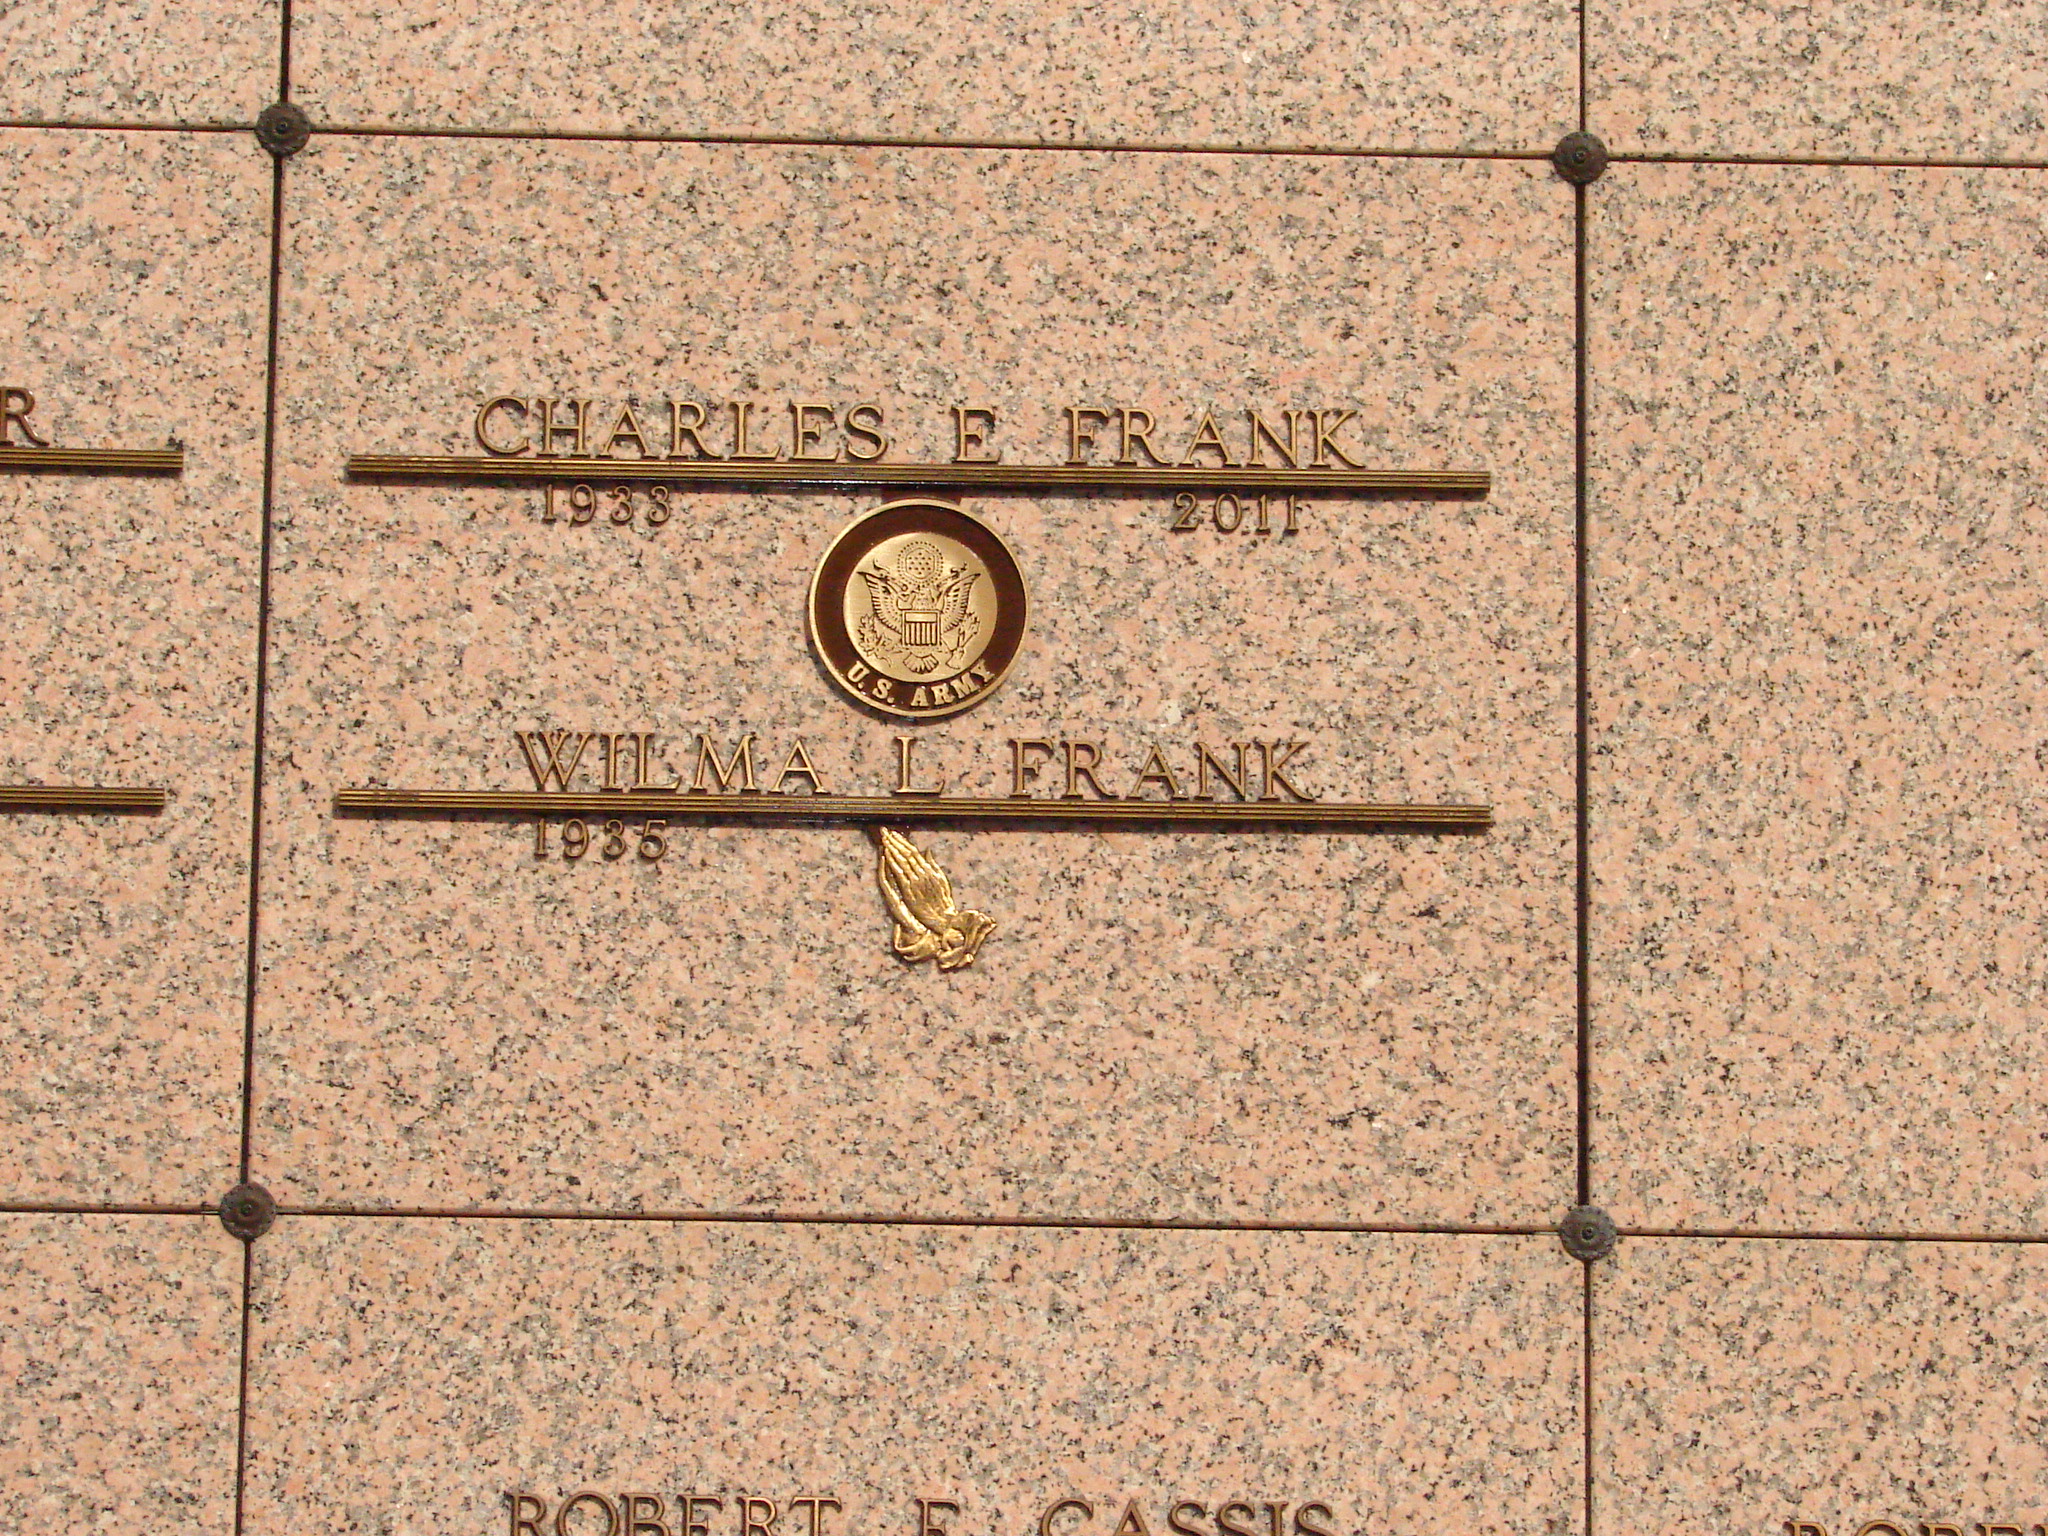 R
CHARLES E FRANK
1933 2011
U.S. ARMY
WILMA L FRANK
1935
ROBERT F CASSIS